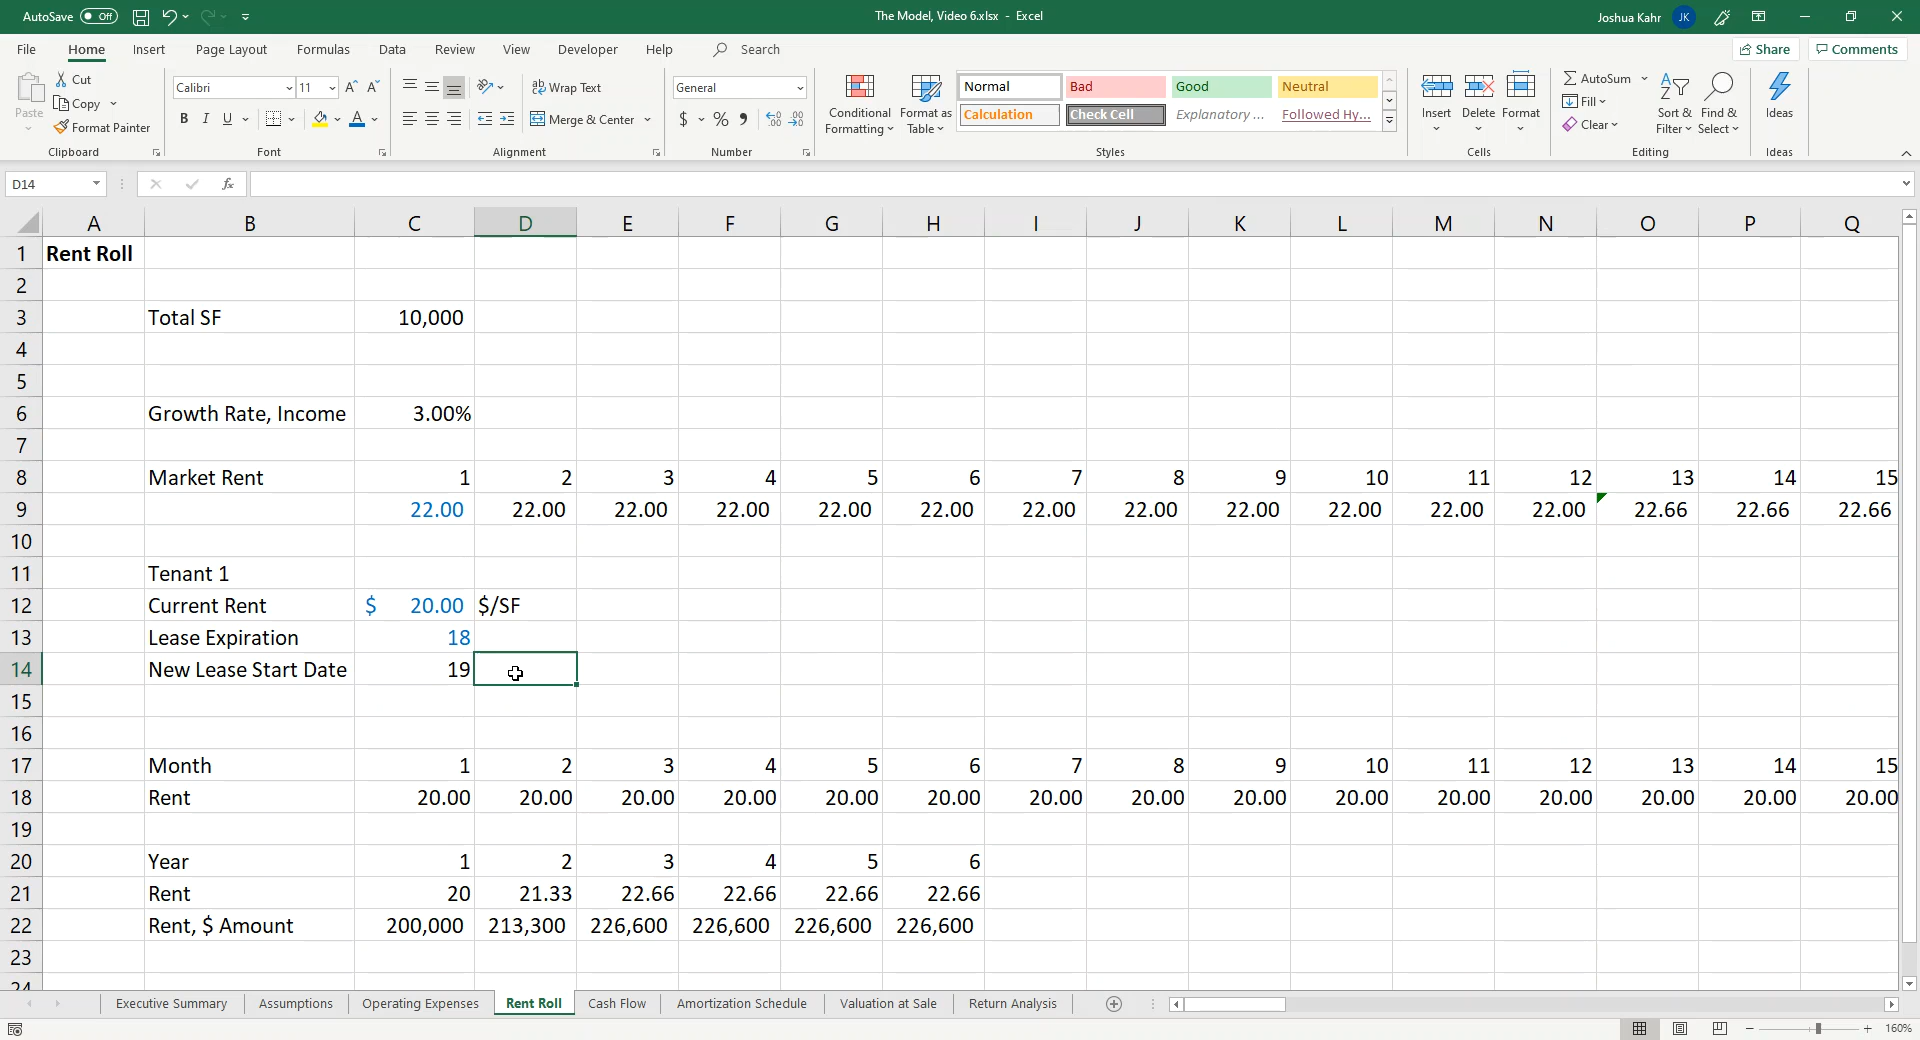 AutoSave Off The Model, Video 6.xlsx - Excel Joshua Kahr JK
File Home Insert Page Layout Formulas Data Review View Developer Help Search Share Comments
Paste Cut Copy Format Painter Clipboard
Calibri 11 A A B I U A Font
Wrap Text Merge & Center Alignment
General $ % , Number
Conditional Formatting Format as Table
Normal Bad Good Neutral
Calculation Check Cell Explanatory ... Followed Hy...
Styles
Insert Delete Format Cells
AutoSum Fill Clear Sort & Filter Find & Select Editing
Ideas Ideas
D14 fx
A B C D E F G H I J K L M N O P Q
1 Rent Roll
2
3 Total SF 10,000
4
5
6 Growth Rate, Income 3.00%
7
8 Market Rent 1 2 3 4 5 6 7 8 9 10 11 12 13 14 15
9 22.00 22.00 22.00 22.00 22.00 22.00 22.00 22.00 22.00 22.00 22.00 22.00 22.66 22.66 22.66
10
11 Tenant 1
12 Current Rent $ 20.00 $/SF
13 Lease Expiration 18
14 New Lease Start Date 19
15
16
17 Month 1 2 3 4 5 6 7 8 9 10 11 12 13 14 15
18 Rent 20.00 20.00 20.00 20.00 20.00 20.00 20.00 20.00 20.00 20.00 20.00 20.00 20.00 20.00 20.00
19
20 Year 1 2 3 4 5 6
21 Rent 20 21.33 22.66 22.66 22.66 22.66
22 Rent, $ Amount 200,000 213,300 226,600 226,600 226,600 226,600
23
24
Executive Summary Assumptions Operating Expenses Rent Roll Cash Flow Amortization Schedule Valuation at Sale Return Analysis
160%